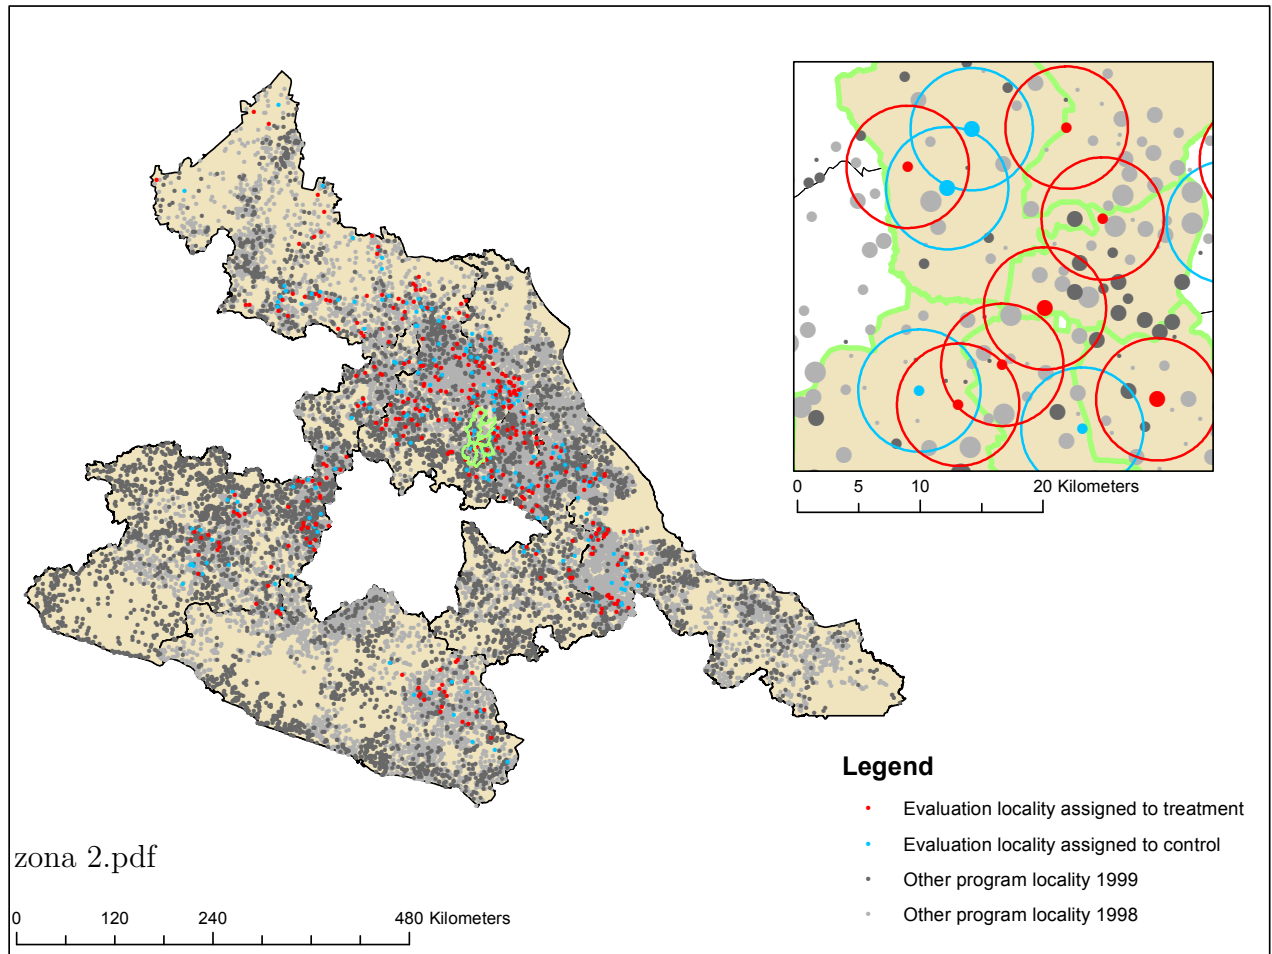 0 5 10 20 Kilometers
Legend
Evaluation locality assigned to treatment
Evaluation locality assigned to control
Other program locality 1999
Other program locality 1998
zona 2.pdf
0 120 240 480 Kilometers